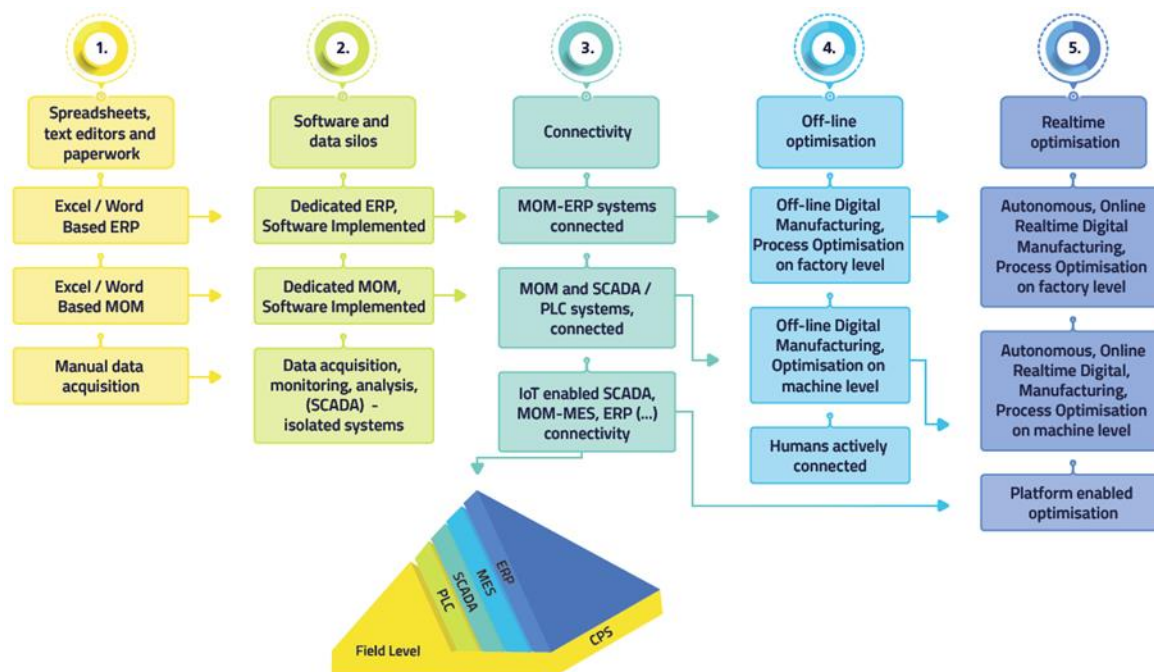 1.
Spreadsheets,
text editors and
paperwork
Excel / Word
Based ERP
Excel / Word
Based MOM
Manual data
acquisition
2.
Software and
data silos
Dedicated ERP,
Software Implemented
Dedicated MOM,
Software Implemented
Data acquisition,
monitoring, analysis,
(SCADA) -
isolated systems
3.
Connectivity
MOM-ERP systems
connected
MOM and SCADA /
PLC systems,
connected
IoT enabled SCADA,
MOM-MES, ERP (...)
connectivity
4.
Off-line
optimisation
Off-line Digital
Manufacturing,
Process Optimisation
on factory level
Off-line Digital
Manufacturing,
Optimisation on
machine level
Humans actively
connected
5.
Realtime
optimisation
Autonomous, Online
Realtime Digital
Manufacturing,
Process Optimisation
on factory level
Autonomous, Online
Realtime Digital,
Manufacturing,
Process Optimisation
on machine level
Platform enabled
optimisation
Field Level
PLC
SCADA
MES
ERP
CPS